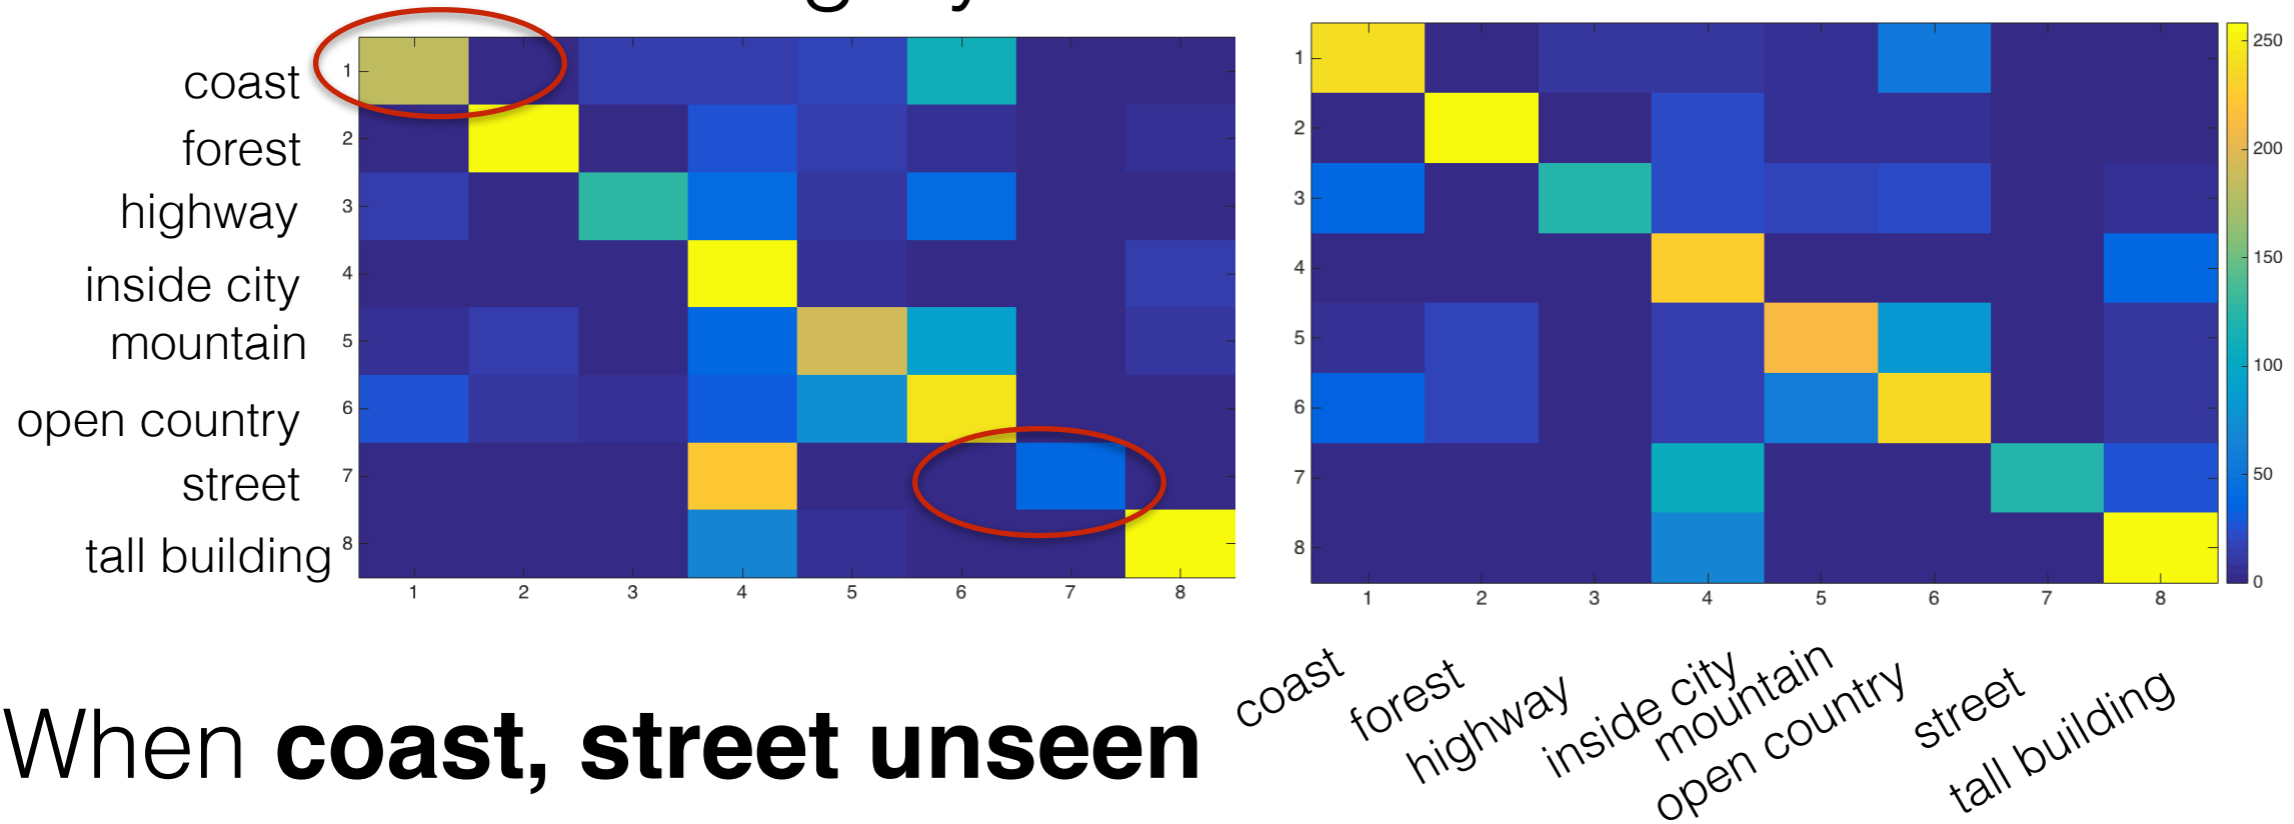 coast
forest
highway
inside city
mountain
open country
street
tall building
1
2
3
4
5
6
7
8
1 2 3 4 5 6 7 8
1
2
3
4
5
6
7
8
1 2 3 4 5 6 7 8
250
200
150
100
50
0
coast
forest
highway
inside city
mountain
open country
street
tall building
When coast, street unseen